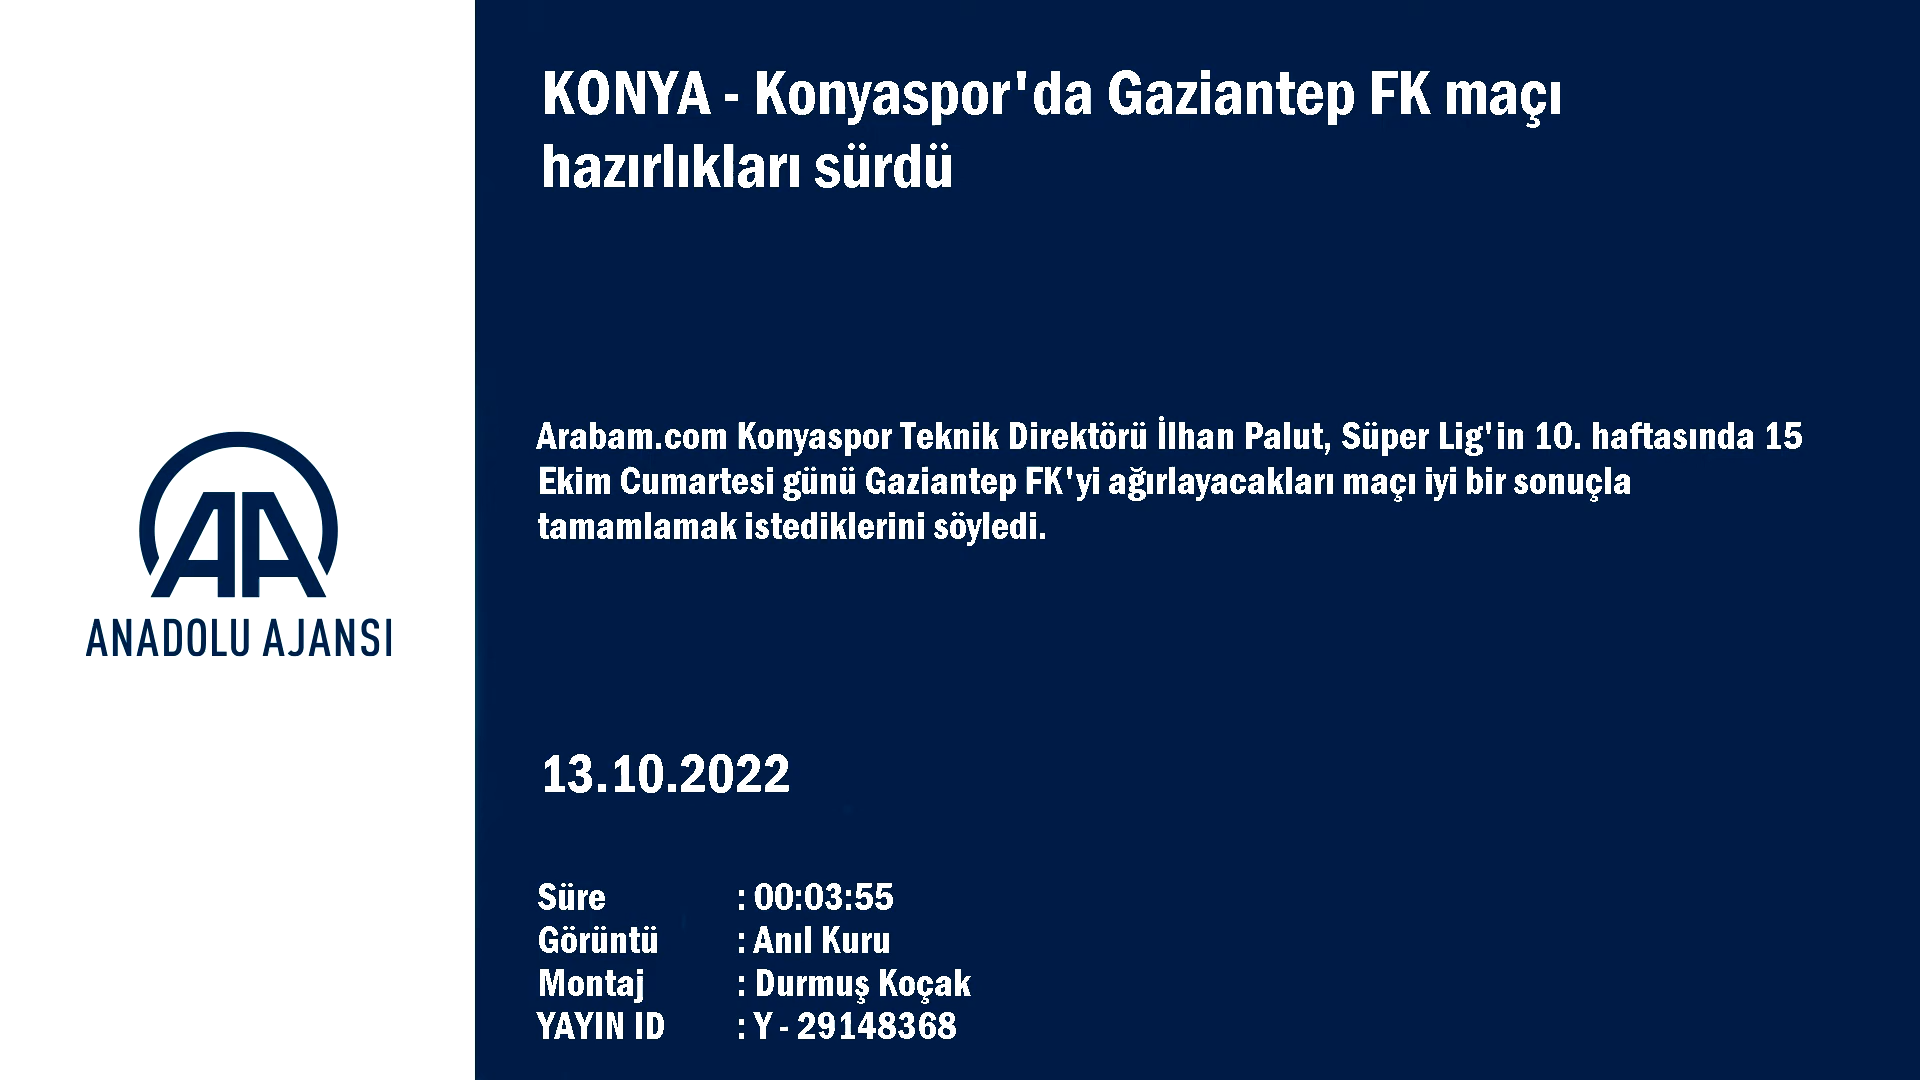 KONYA - Konyaspor'da Gaziantep FK maçı
hazırlıkları sürdü
Arabam.com Konyaspor Teknik Direktörü İlhan Palut, Süper Lig'in 10. haftasında 15
Ekim Cumartesi günü Gaziantep FK'yi ağırlayacakları maçı iyi bir sonuçla
tamamlamak istediklerini söyledi.
AA
ANADOLU AJANSI
13.10.2022
Süre : 00:03:55
Görüntü : Anıl Kuru
Montaj : Durmuş Koçak
YAYIN ID : Y - 29148368